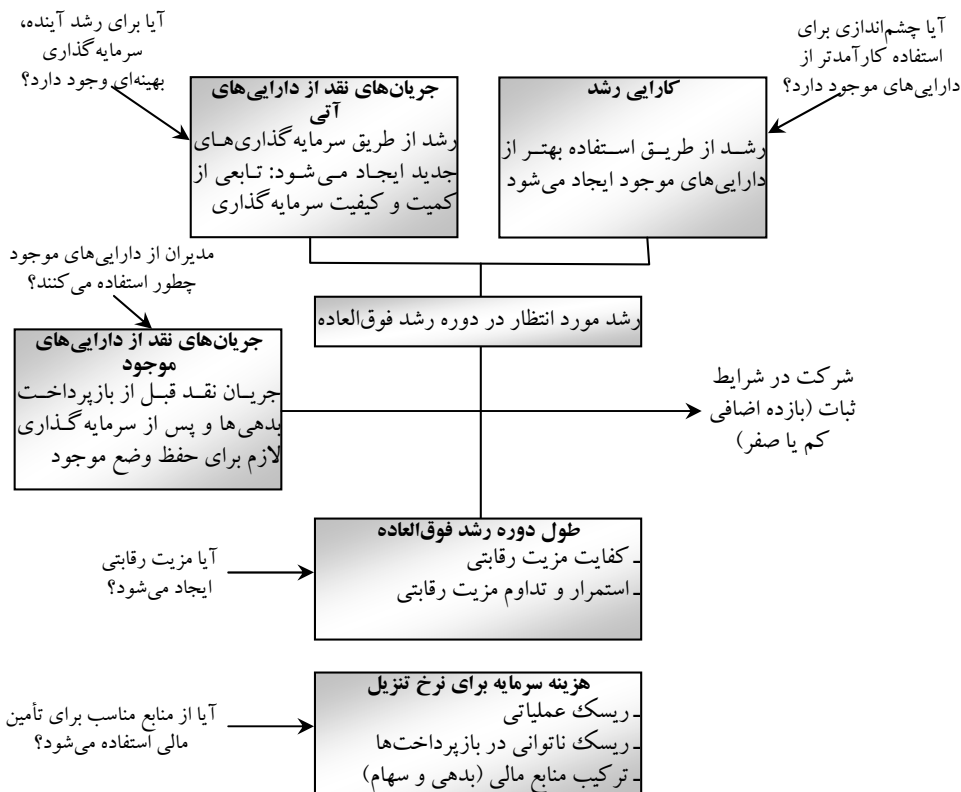 آیا چشم‌اندازی برای
استفاده کارآمدتر از
دارایی‌های موجود دارد؟
کارایی رشد
رشد از طریق استفاده بهتر از
دارایی‌های موجود ایجاد می‌شود
آیا برای رشد آینده،
سرمایه‌گذاری
بهینه‌ای وجود دارد؟
جریان‌های نقد از دارایی‌های
آتی
رشد از طریق سرمایه‌گذاری‌های
جدید ایجاد می‌شود: تابعی از
کمیت و کیفیت سرمایه‌گذاری
رشد مورد انتظار در دوره رشد فوق‌العاده
مدیران از دارایی‌های موجود
چطور استفاده می‌کنند؟
جریان‌های نقد از دارایی‌های
موجود
جریان نقد قبل از بازپرداخت
بدهی‌ها و پس از سرمایه‌گذاری
لازم برای حفظ وضع موجود
شرکت در شرایط
ثبات (بازده اضافی
کم یا صفر)
طول دوره رشد فوق‌العاده
ـ کفایت مزیت رقابتی
ـ استمرار و تداوم مزیت رقابتی
آیا مزیت رقابتی
ایجاد می‌شود؟
هزینه سرمایه برای نرخ تنزیل
ـ ریسک عملیاتی
ـ ریسک ناتوانی در بازپرداخت‌ها
ـ ترکیب منابع مالی (بدهی و سهام)
آیا از منابع مناسب برای تأمین
مالی استفاده می‌شود؟